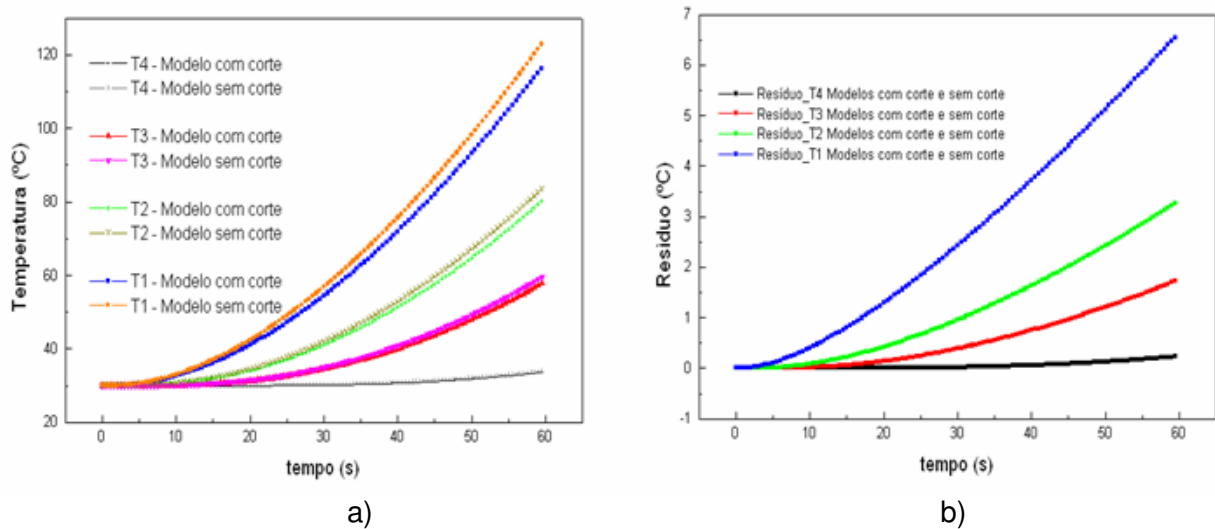 120
100
80
60
40
20
Temperatura (ºC)
T4 - Modelo com corte
T4 - Modelo sem corte
T3 - Modelo com corte
T3 - Modelo sem corte
T2 - Modelo com corte
T2 - Modelo sem corte
T1 - Modelo com corte
T1 - Modelo sem corte
0 10 20 30 40 50 60
tempo (s)
a)
7
6
5
4
3
2
1
0
-1
Resíduo (ºC)
Resíduo_T4 Modelos com corte e sem corte
Resíduo_T3 Modelos com corte e sem corte
Resíduo_T2 Modelos com corte e sem corte
Resíduo_T1 Modelos com corte e sem corte
0 10 20 30 40 50 60
tempo (s)
b)